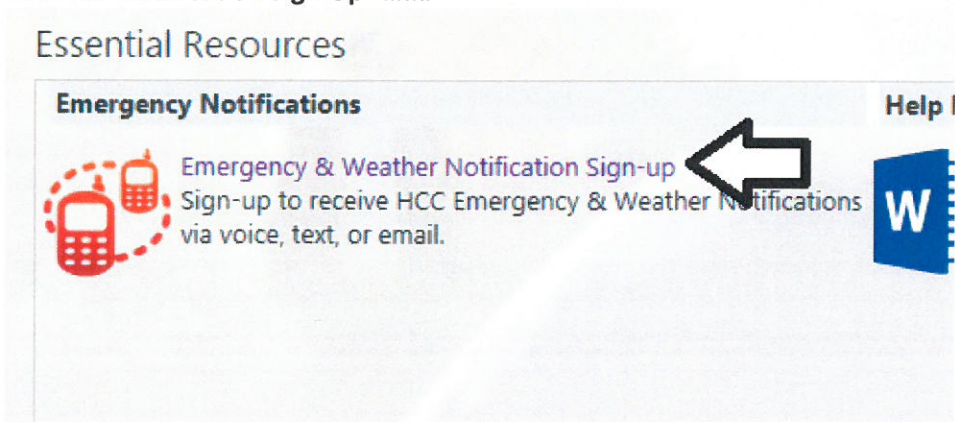 Essential Resources
Emergency Notifications
Help
Emergency & Weather Notification Sign-up
Sign-up to receive HCC Emergency & Weather Notifications
via voice, text, or email.
W